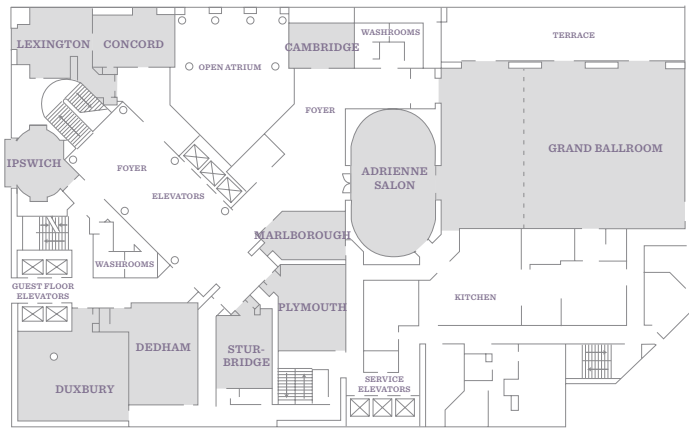 LEXINGTON
CONCORD
CAMBRIDGE
WASHROOMS
TERRACE
OPEN ATRIUM
FOYER
IPSWICH
FOYER
ELEVATORS
ADRIENNE
SALON
GRAND BALLROOM
MARLBOROUGH
WASHROOMS
GUEST FLOOR
ELEVATORS
PLYMOUTH
KITCHEN
DEDHAM
STUR-
BRIDGE
DUXBURY
SERVICE
ELEVATORS